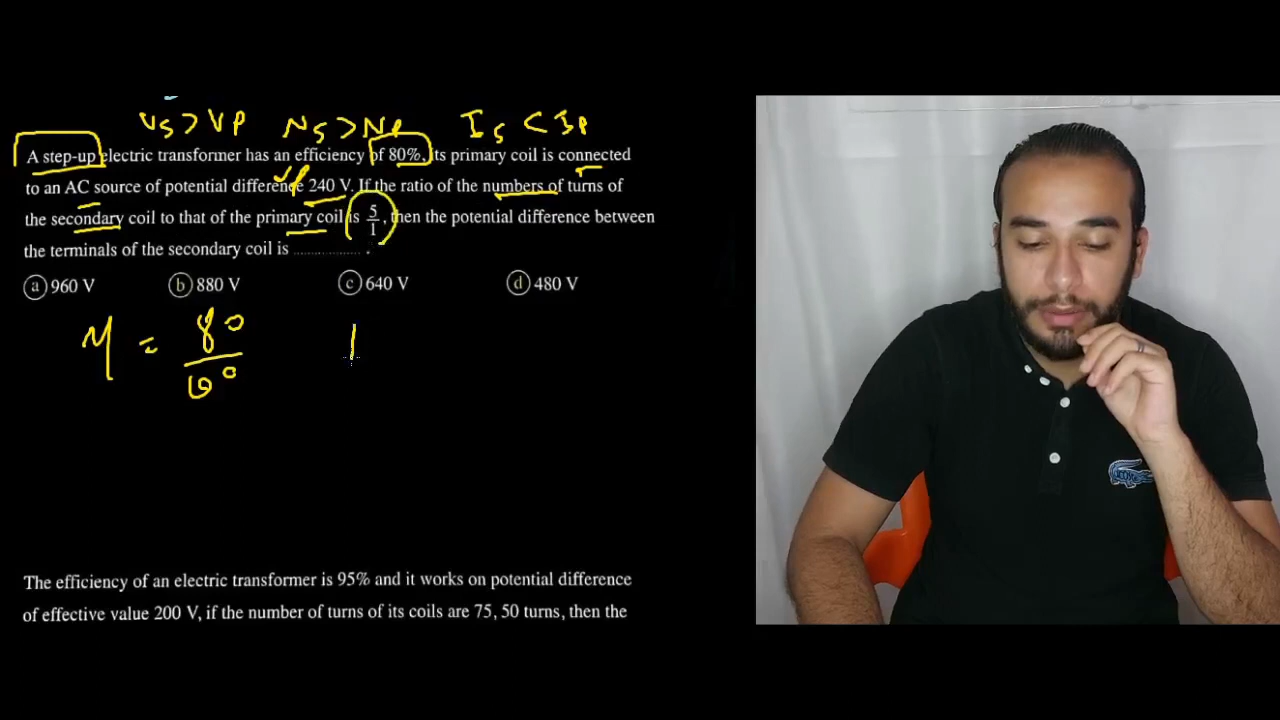 Vs > VP Ns > NP Is < IP
A step-up electric transformer has an efficiency of 80%, its primary coil is connected
to an AC source of potential difference 240 V. If the ratio of the numbers of turns of
VP
the secondary coil to that of the primary coil is 5/1, then the potential difference between
the terminals of the secondary coil is .................... .
a 960 V b 880 V c 640 V d 480 V
η = 80/100 1
The efficiency of an electric transformer is 95% and it works on potential difference
of effective value 200 V, if the number of turns of its coils are 75, 50 turns, then the